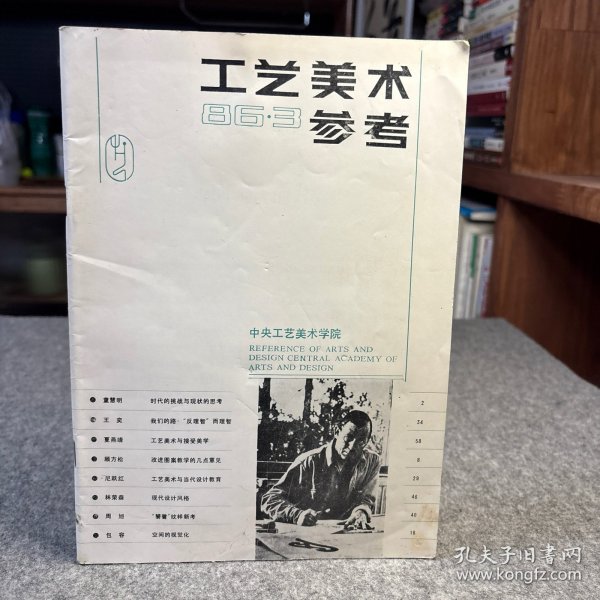 工艺美术
86·3 参考
中央工艺美术学院
REFERENCE OF ARTS AND
DESIGN CENTRAL ACADEMY OF
ARTS AND DESIGN
童慧明 时代的挑战与现状的思考 2
王奕 我们的路:“反理智”而理智 34
夏燕靖 工艺美术与接受美学 58
顾方松 改进图案教学的几点意见 8
尼跃红 工艺美术与当代设计教育 29
林荣森 现代设计风格 46
周 “饕餮”纹样新考 40
包容 空间的视觉化 16
孔夫子旧书网
www.kongfz.com